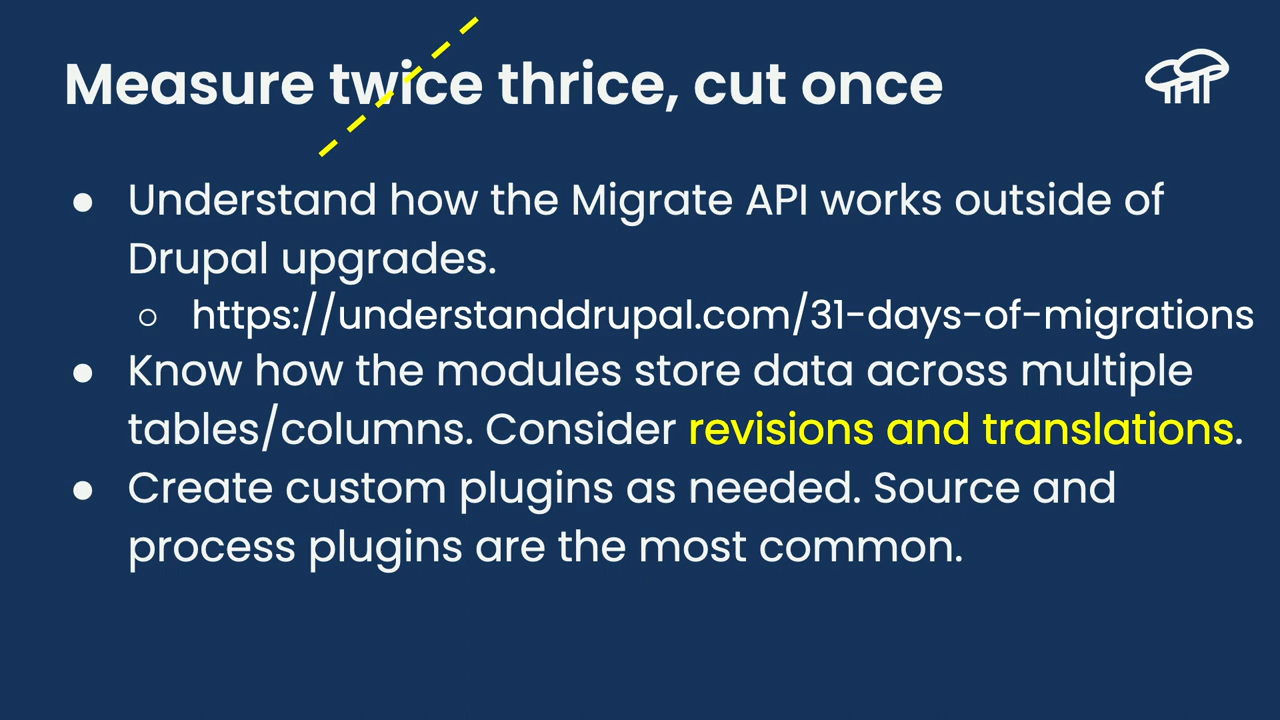 Measure twice thrice, cut once
● Understand how the Migrate API works outside of
Drupal upgrades.
○ https://understanddrupal.com/31-days-of-migrations
● Know how the modules store data across multiple
tables/columns. Consider revisions and translations.
● Create custom plugins as needed. Source and
process plugins are the most common.